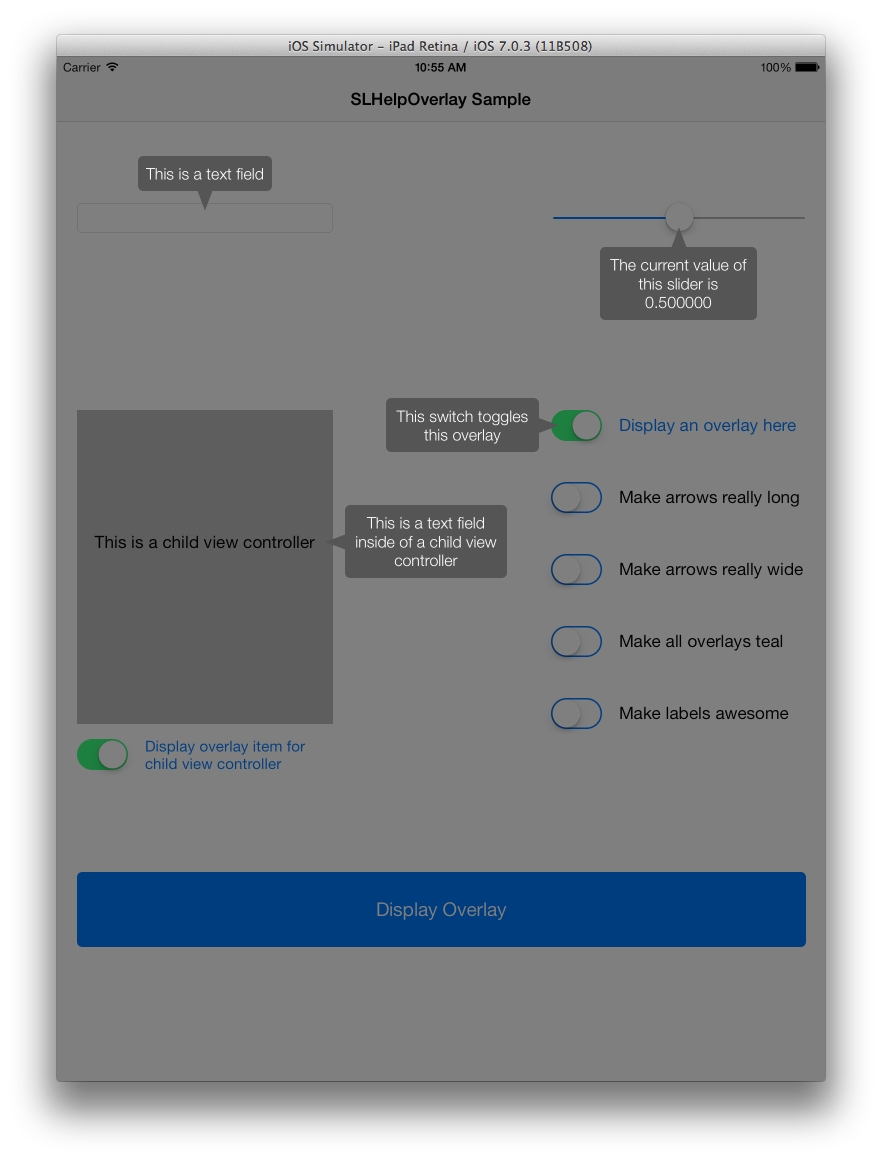 iOS Simulator – iPad Retina / iOS 7.0.3 (11B508)
Carrier 10:55 AM 100%
SLHelpOverlay Sample
This is a text field
The current value of
this slider is
0.500000
This switch toggles
this overlay
Display an overlay here
Make arrows really long
This is a child view controller
This is a text field
inside of a child view
controller
Make arrows really wide
Make all overlays teal
Make labels awesome
Display overlay item for
child view controller
Display Overlay